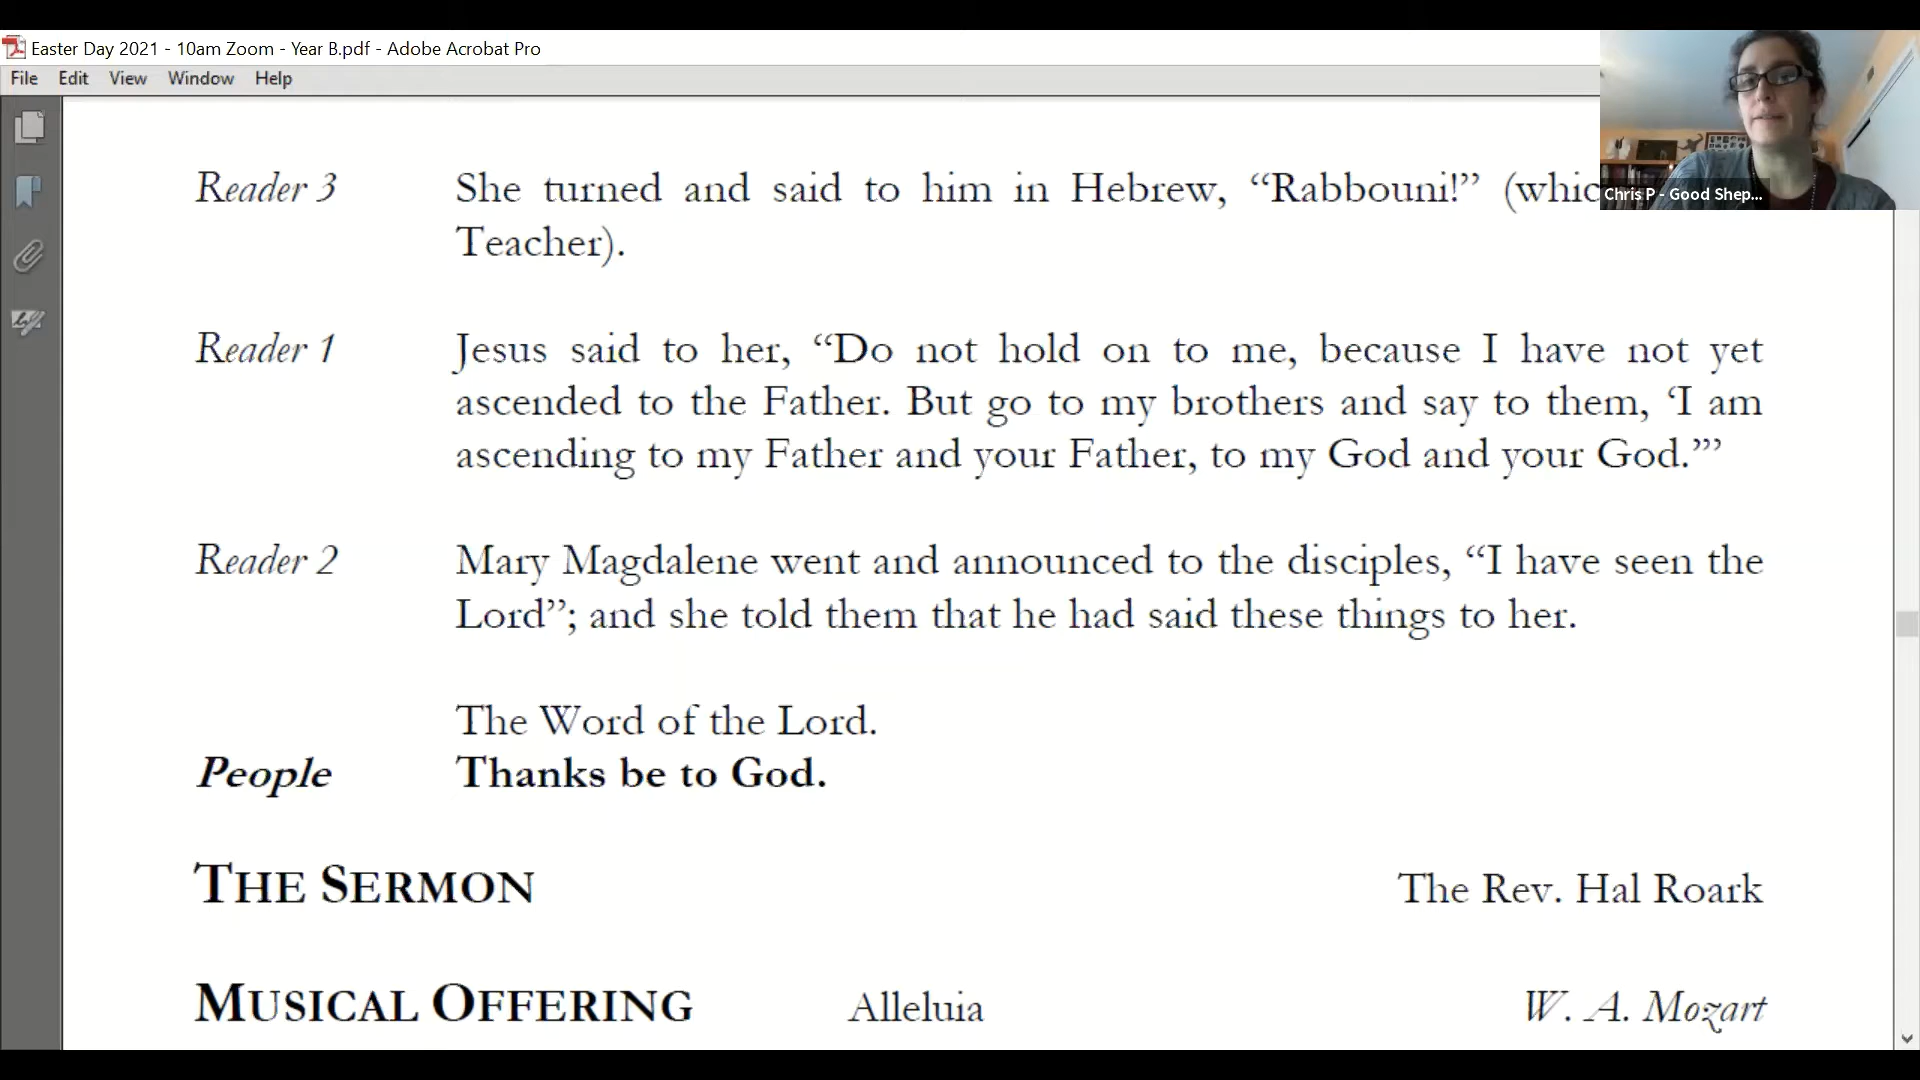 Easter Day 2021 - 10am Zoom - Year B.pdf - Adobe Acrobat Pro
File Edit View Window Help
Chris P - Good Shep...
Reader 3 She turned and said to him in Hebrew, “Rabbouni!”
Teacher).
Reader 1 Jesus said to her, “Do not hold on to me, because I have not yet
ascended to the Father. But go to my brothers and say to them, ‘I am
ascending to my Father and your Father, to my God and your God.’”
Reader 2 Mary Magdalene went and announced to the disciples, “I have seen the
Lord”; and she told them that he had said these things to her.
The Word of the Lord.
People Thanks be to God.
THE SERMON The Rev. Hal Roark
MUSICAL OFFERING Alleluia W. A. Mozart